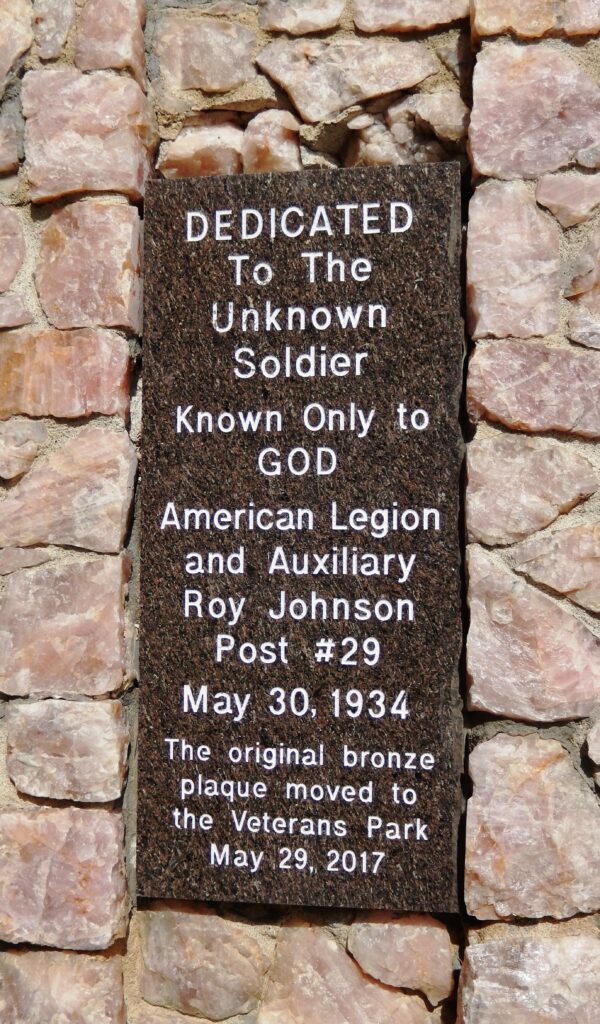 DEDICATED
To The
Unknown
Soldier
Known Only to
GOD
American Legion
and Auxiliary
Roy Johnson
Post #29
May 30, 1934
The original bronze
plaque moved to
the Veterans Park
May 29, 2017